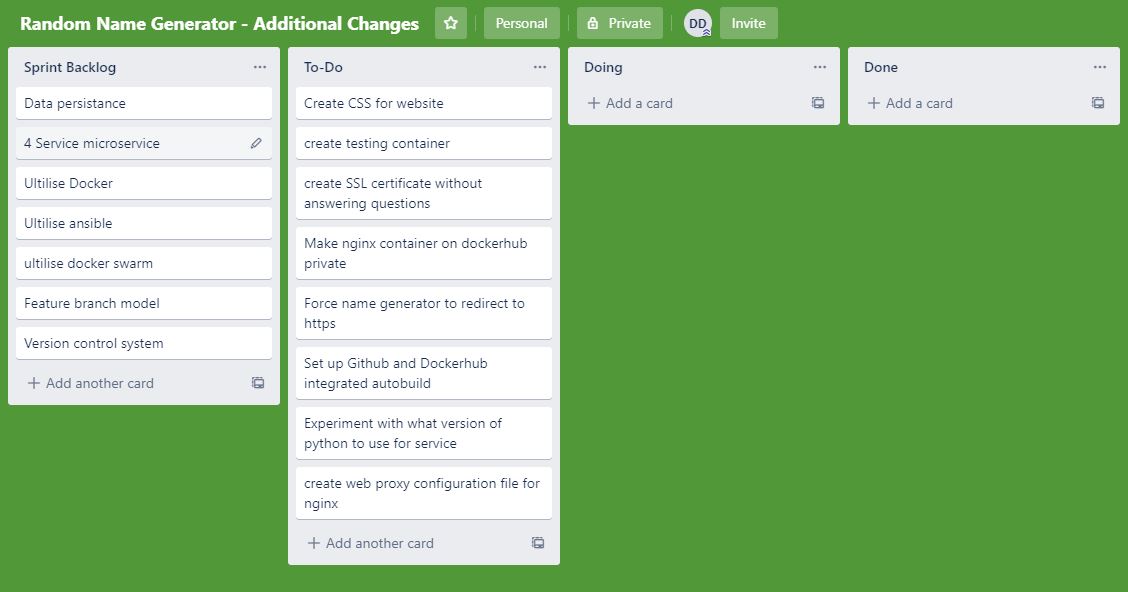 Random Name Generator - Additional Changes
Personal
Private
DD
Invite
Sprint Backlog
Data persistance
4 Service microservice
Ultilise Docker
Ultilise ansible
ultilise docker swarm
Feature branch model
Version control system
Add another card
To-Do
Create CSS for website
create testing container
create SSL certificate without
answering questions
Make nginx container on dockerhub
private
Force name generator to redirect to
https
Set up Github and Dockerhub
integrated autobuild
Experiment with what version of
python to use for service
create web proxy configuration file for
nginx
Add another card
Doing
Add a card
Done
Add a card